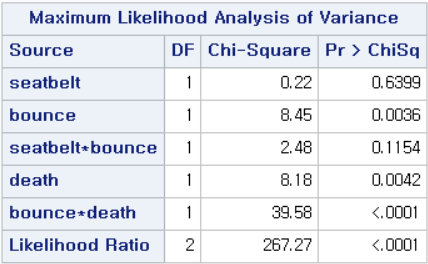 Maximum Likelihood Analysis of Variance
Source DF Chi-Square Pr > ChiSq
seatbelt 1 0.22 0.6399
bounce 1 8.45 0.0036
seatbelt*bounce 1 2.48 0.1154
death 1 8.18 0.0042
bounce*death 1 39.58 <.0001
Likelihood Ratio 2 267.27 <.0001